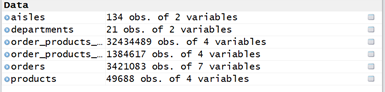 Data
aisles 134 obs. of 2 variables
departments 21 obs. of 2 variables
order_products_... 32434489 obs. of 4 variables
order_products_... 1384617 obs. of 4 variables
orders 3421083 obs. of 7 variables
products 49688 obs. of 4 variables